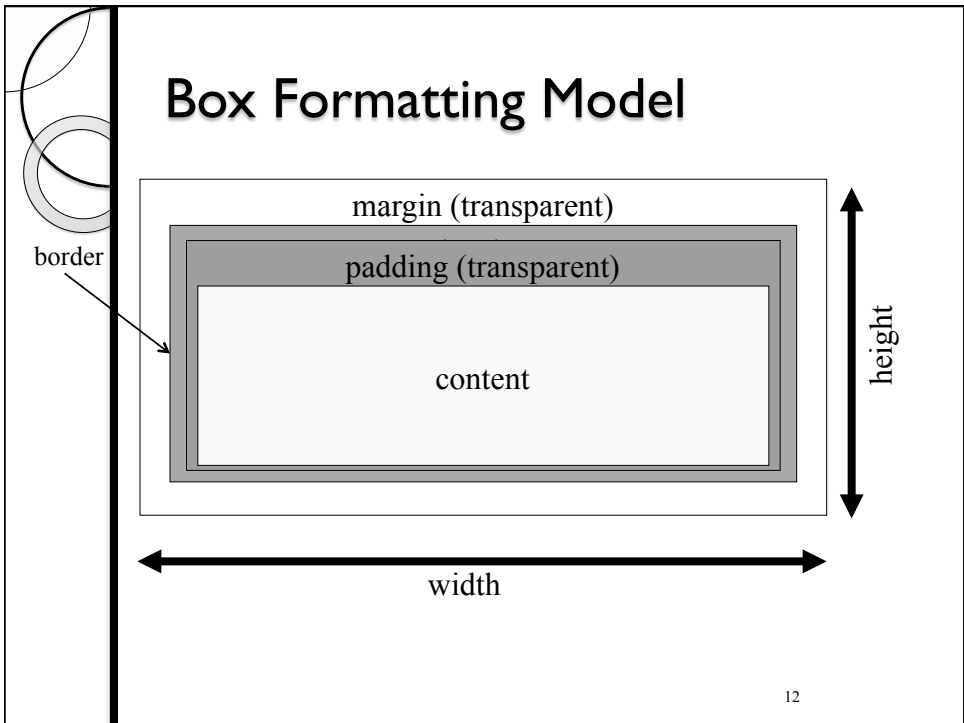 Box Formatting Model
margin (transparent)
border
padding (transparent)
content
height
width
12